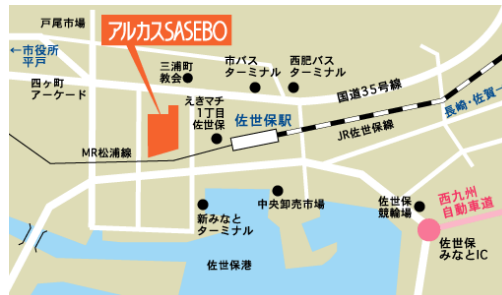 戸尾市場
アルカスSASEBO
←市役所
平戸
三浦町
教会
市バス
ターミナル
西肥バス
ターミナル
四ヶ町
アーケード
国道35号線
えきマチ
1丁目
佐世保
佐世保駅
JR佐世保線
長崎・佐賀→
MR松浦線
新みなと
ターミナル
中央卸売市場
佐世保
競輪場
西九州
自動車道
佐世保
みなとIC
佐世保港